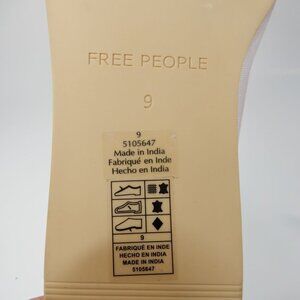 FREE PEOPLE
9
9
5105647
Made in India
Fabriqué en Inde
Hecho en India
9
FABRIQUÉ EN INDE
HECHO EN INDIA
MADE IN INDIA
5105647